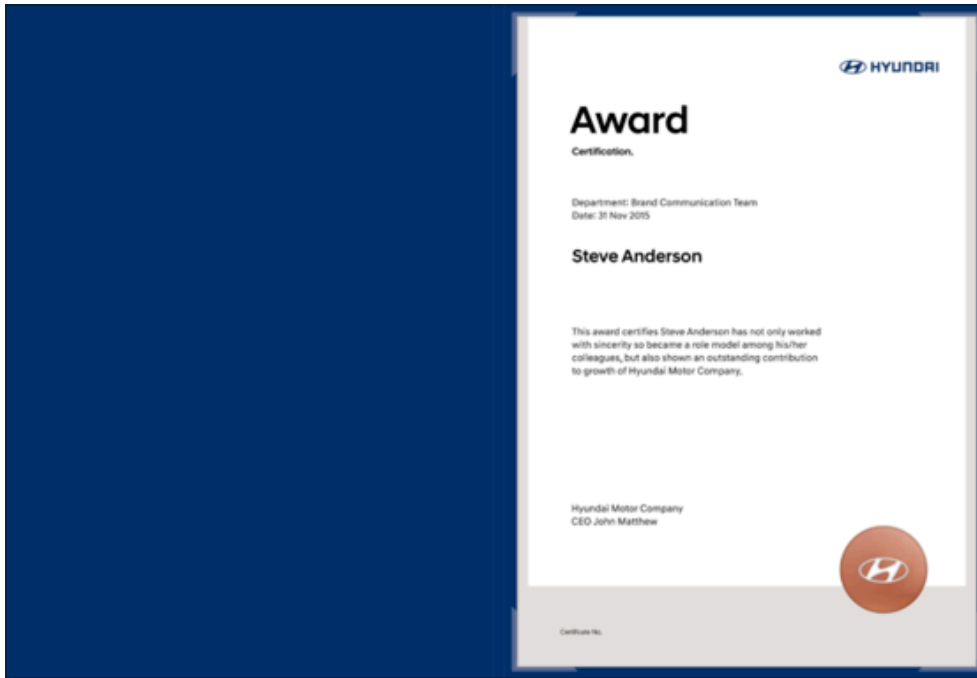 HYUNDAI
Award
Certification.
Department: Brand Communication Team
Date: 31 Nov 2015
Steve Anderson
This award certifies Steve Anderson has not only worked
with sincerity so became a role model among his/her
colleagues, but also shown an outstanding contribution
to growth of Hyundai Motor Company.
Hyundai Motor Company
CEO John Matthew
Certificate No.